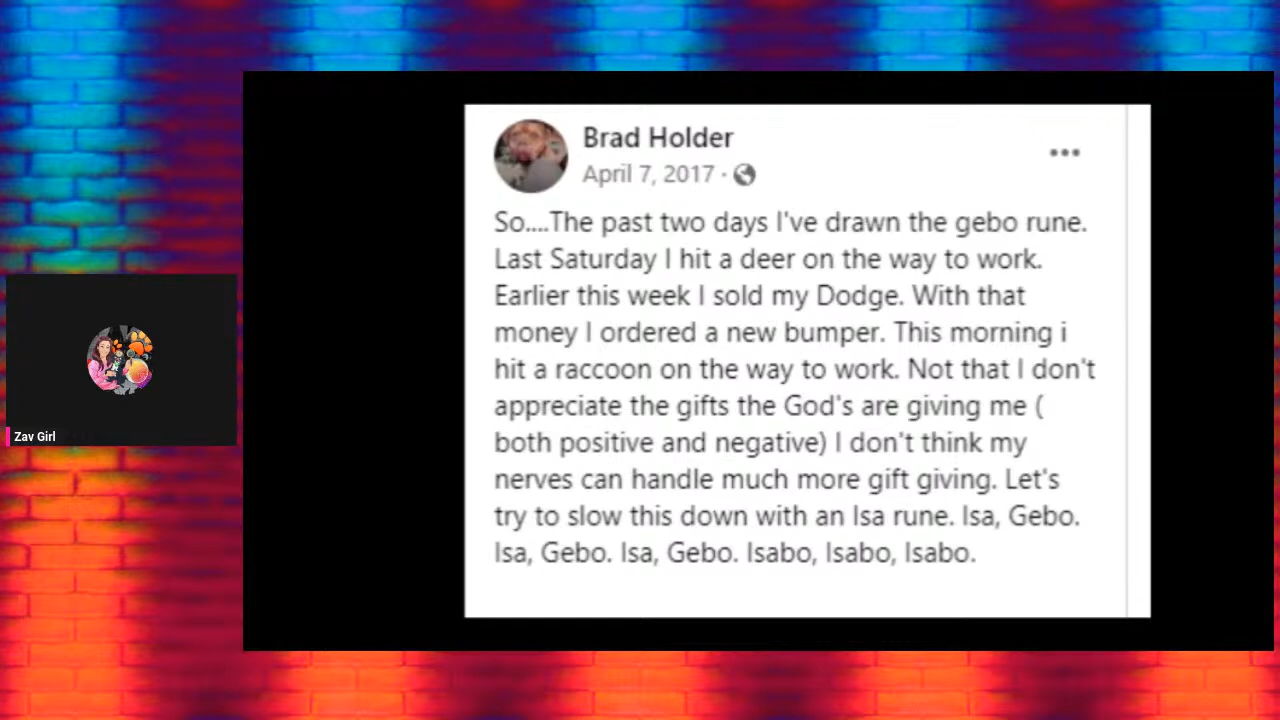 Brad Holder
April 7, 2017 ·
So....The past two days I've drawn the gebo rune.
Last Saturday I hit a deer on the way to work.
Earlier this week I sold my Dodge. With that
money I ordered a new bumper. This morning i
hit a raccoon on the way to work. Not that I don't
appreciate the gifts the God's are giving me (
both positive and negative) I don't think my
nerves can handle much more gift giving. Let's
try to slow this down with an Isa rune. Isa, Gebo.
Isa, Gebo. Isa, Gebo. Isabo, Isabo, Isabo.
Zav Girl